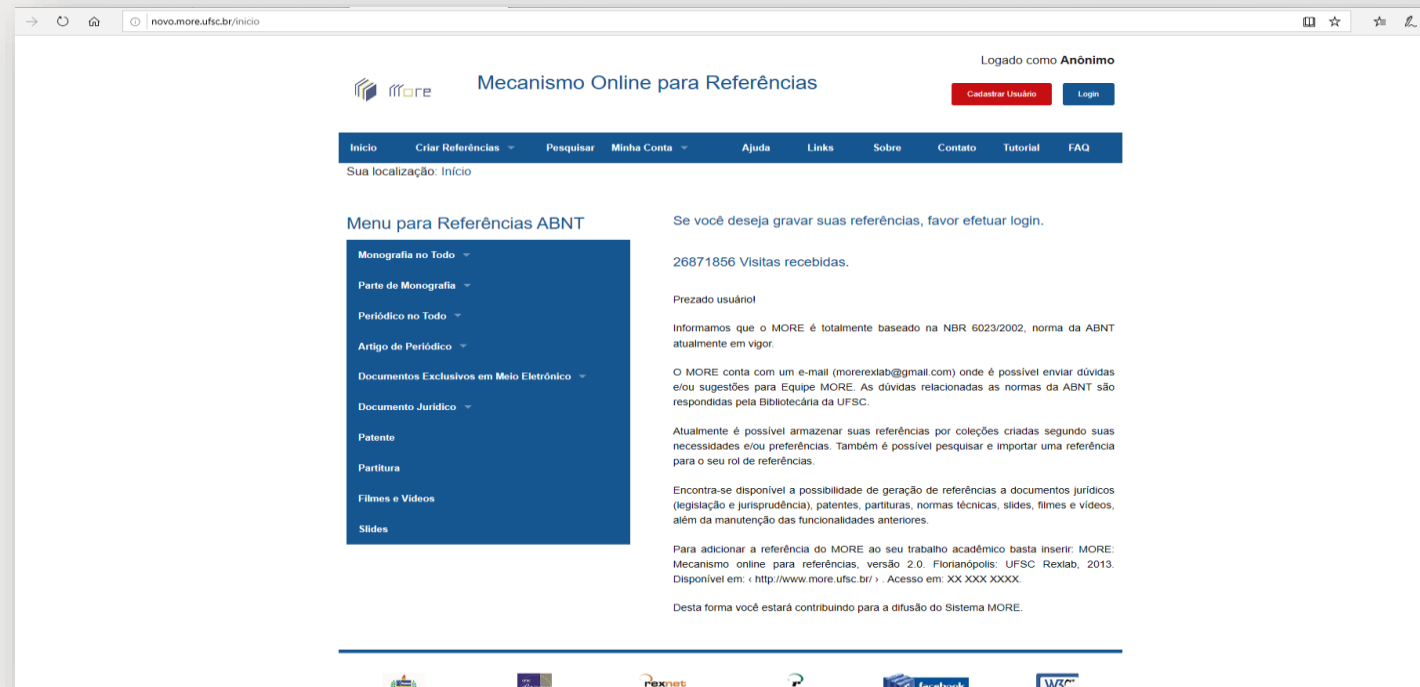 novo.more.ufsc.br/inicio
Logado como Anônimo
more
Mecanismo Online para Referências
Cadastrar Usuário
Login
Início
Criar Referências
Pesquisar
Minha Conta
Ajuda
Links
Sobre
Contato
Tutorial
FAQ
Sua localização: Início
Menu para Referências ABNT
Monografia no Todo
Parte de Monografia
Periódico no Todo
Artigo de Periódico
Documentos Exclusivos em Meio Eletrônico
Documento Jurídico
Patente
Partitura
Filmes e Vídeos
Slides
Se você deseja gravar suas referências, favor efetuar login.
26871856 Visitas recebidas.
Prezado usuário!
Informamos que o MORE é totalmente baseado na NBR 6023/2002, norma da ABNT
atualmente em vigor.
O MORE conta com um e-mail (morerexlab@gmail.com) onde é possível enviar dúvidas
e/ou sugestões para Equipe MORE. As dúvidas relacionadas as normas da ABNT são
respondidas pela Bibliotecária da UFSC.
Atualmente é possível armazenar suas referências por coleções criadas segundo suas
necessidades e/ou preferências. Também é possível pesquisar e importar uma referência
para o seu rol de referências.
Encontra-se disponível a possibilidade de geração de referências a documentos jurídicos
(legislação e jurisprudência), patentes, partituras, normas técnicas, slides, filmes e vídeos,
além da manutenção das funcionalidades anteriores.
Para adicionar a referência do MORE ao seu trabalho acadêmico basta inserir: MORE:
Mecanismo online para referências, versão 2.0. Florianópolis: UFSC Rexlab, 2013.
Disponível em: ‹ http://www.more.ufsc.br/ › . Acesso em: XX XXX XXXX.
Desta forma você estará contribuindo para a difusão do Sistema MORE.
rexnet
facebook
W3C